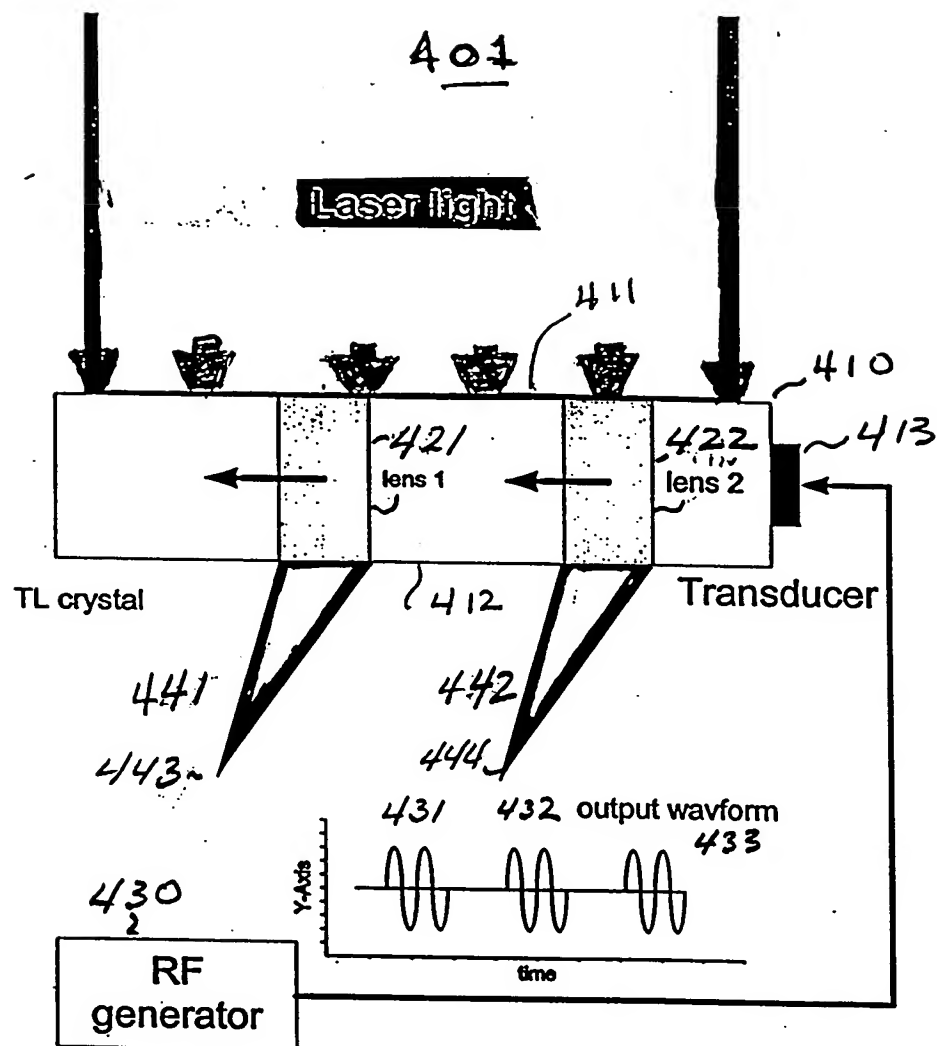 401
Laser light
411
410
413
421
422
lens 1
lens 2
TL crystal
412
Transducer
441
442
443
444
431
432
output wavform
433
Y-Axis
time
430
RF
generator